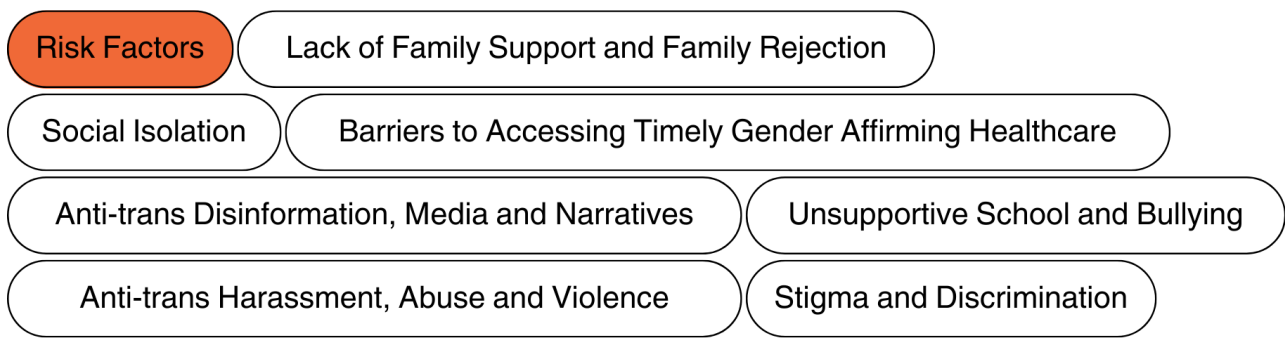 Risk Factors
Lack of Family Support and Family Rejection
Social Isolation
Barriers to Accessing Timely Gender Affirming Healthcare
Anti-trans Disinformation, Media and Narratives
Unsupportive School and Bullying
Anti-trans Harassment, Abuse and Violence
Stigma and Discrimination